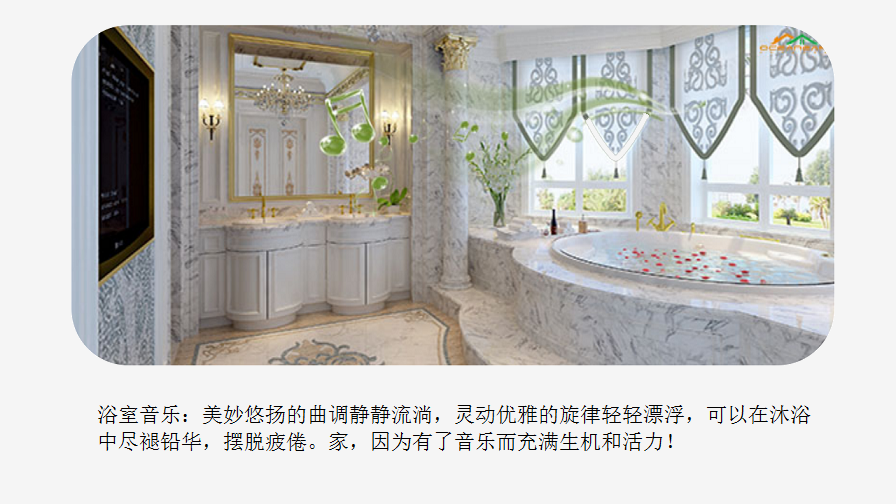 浴室音乐：美妙悠扬的曲调静静流淌，灵动优雅的旋律轻轻漂浮，可以在沐浴
中尽褪铅华，摆脱疲倦。家，因为有了音乐而充满生机和活力！